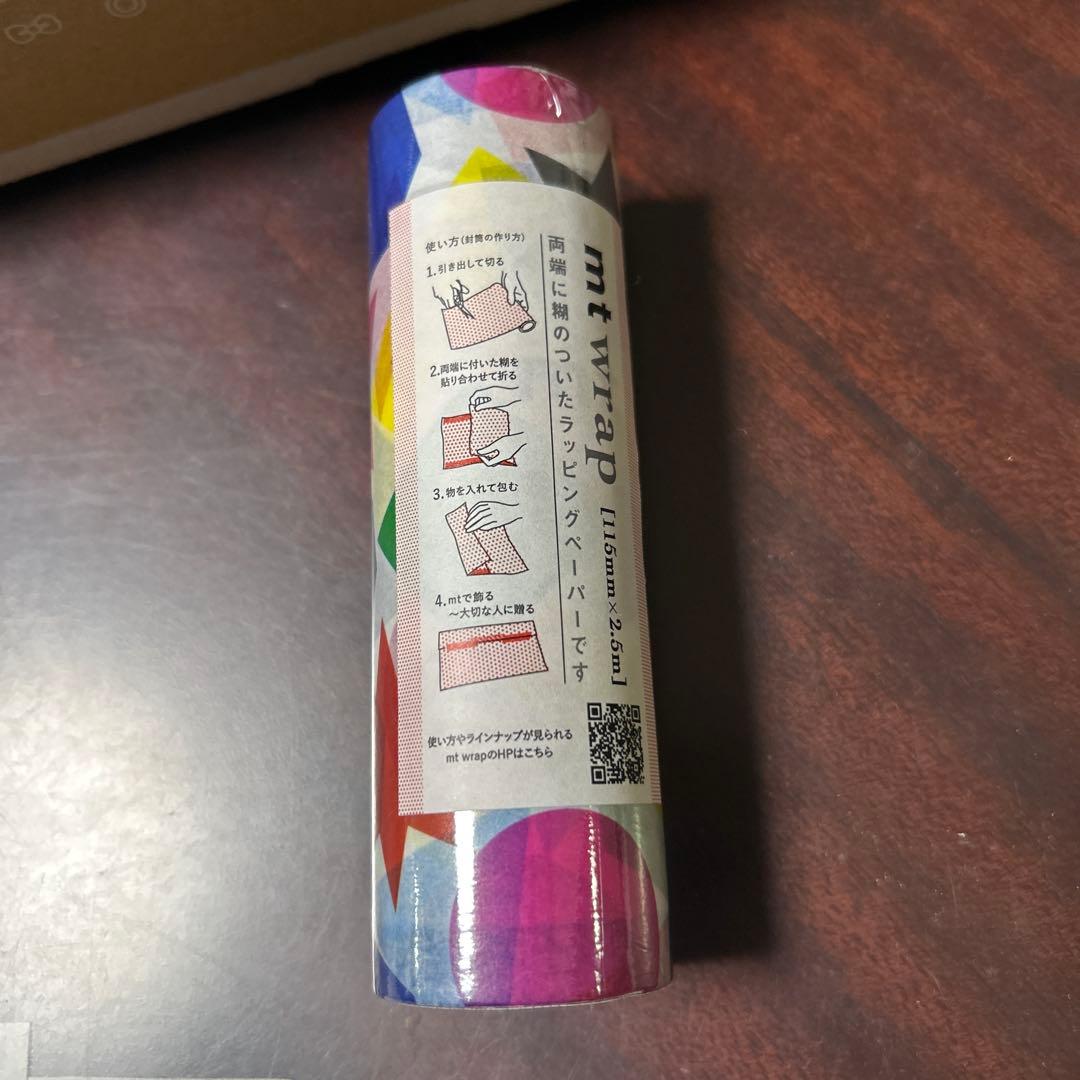 mt wrap [115mm×2.5m]
両端に糊のついたラッピングペーパーです
使い方(封筒の作り方)
1.引き出して切る
2.両端に付いた糊を
貼り合わせて折る
3.物を入れて包む
4.mtで飾る
～大切な人に贈る
使い方やラインナップが見られる
mt wrapのHPはこちら